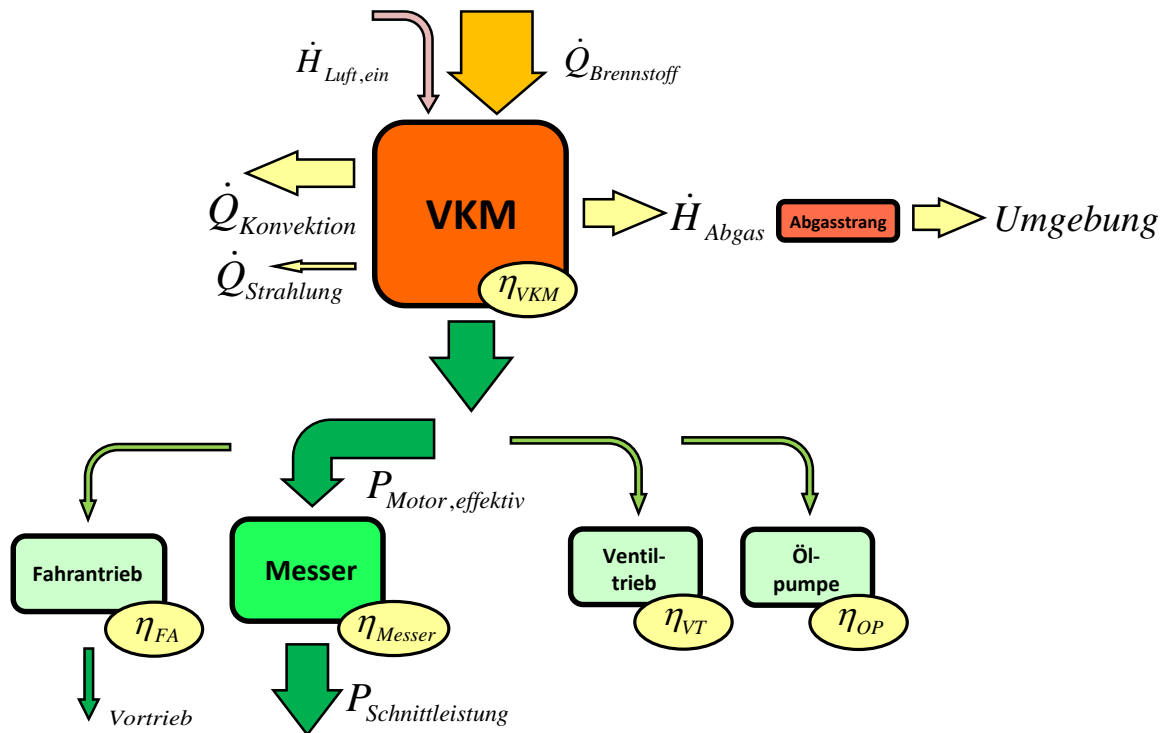 Ḣ Luft,ein
Q̇ Brennstoff
VKM
η VKM
Q̇ Konvektion
Q̇ Strahlung
Ḣ Abgas
Abgasstrang
Umgebung
P Motor,effektiv
Fahrantrieb
η FA
Messer
η Messer
Ventil-
trieb
η VT
Öl-
pumpe
η OP
Vortrieb
P Schnittleistung